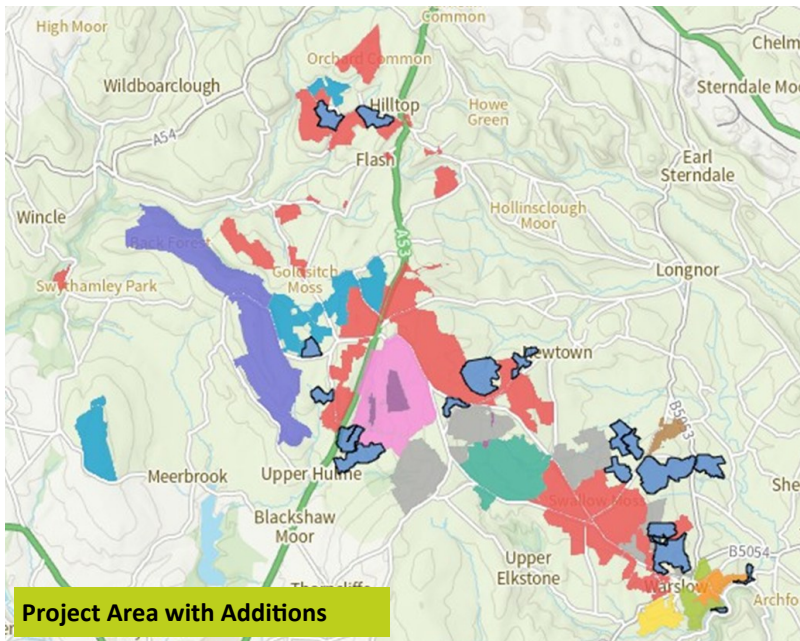 Common
High Moor
Chelm
Orchard Common
Wildboarclough
Sterndale Moo
Hilltop
Howe
Green
A54
Flash
Earl
Sterndale
Wincle
Hollinsclough
Moor
Back Forest
A53
Goldsitch
Moss
Longnor
Swythamley Park
Newtown
B5053
Meerbrook
Upper Hulme
She
Swallow Moss
Blackshaw
Moor
B5054
Upper
Elkstone
Warslow
Archfo
Project Area with Additions